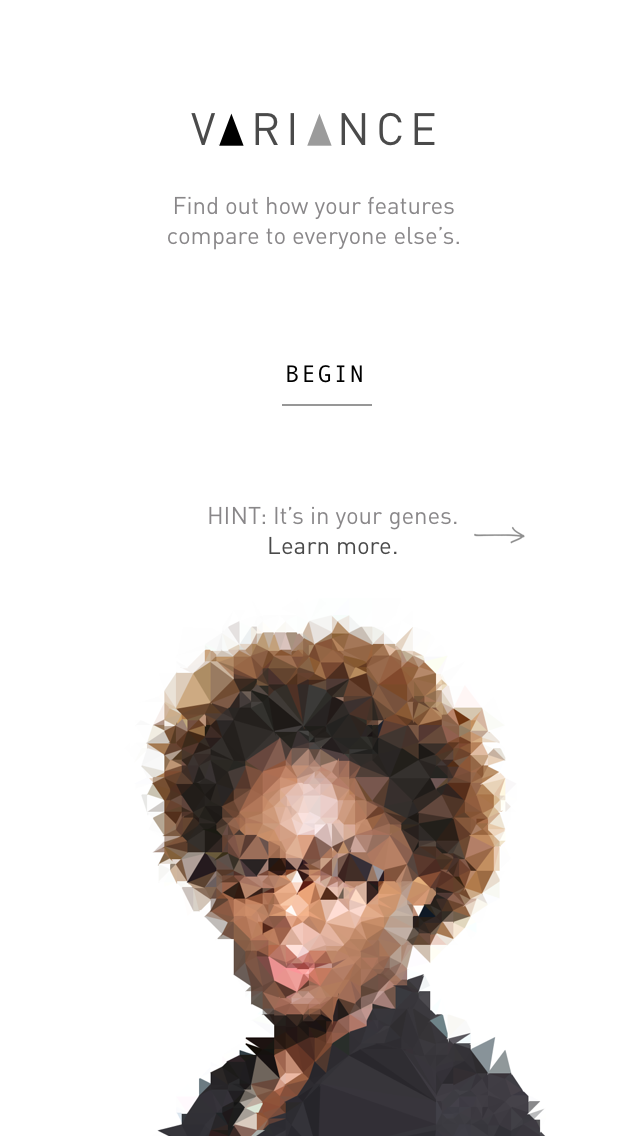 VARIANCE
Find out how your features
compare to everyone else’s.
BEGIN
HINT: It’s in your genes.
Learn more.